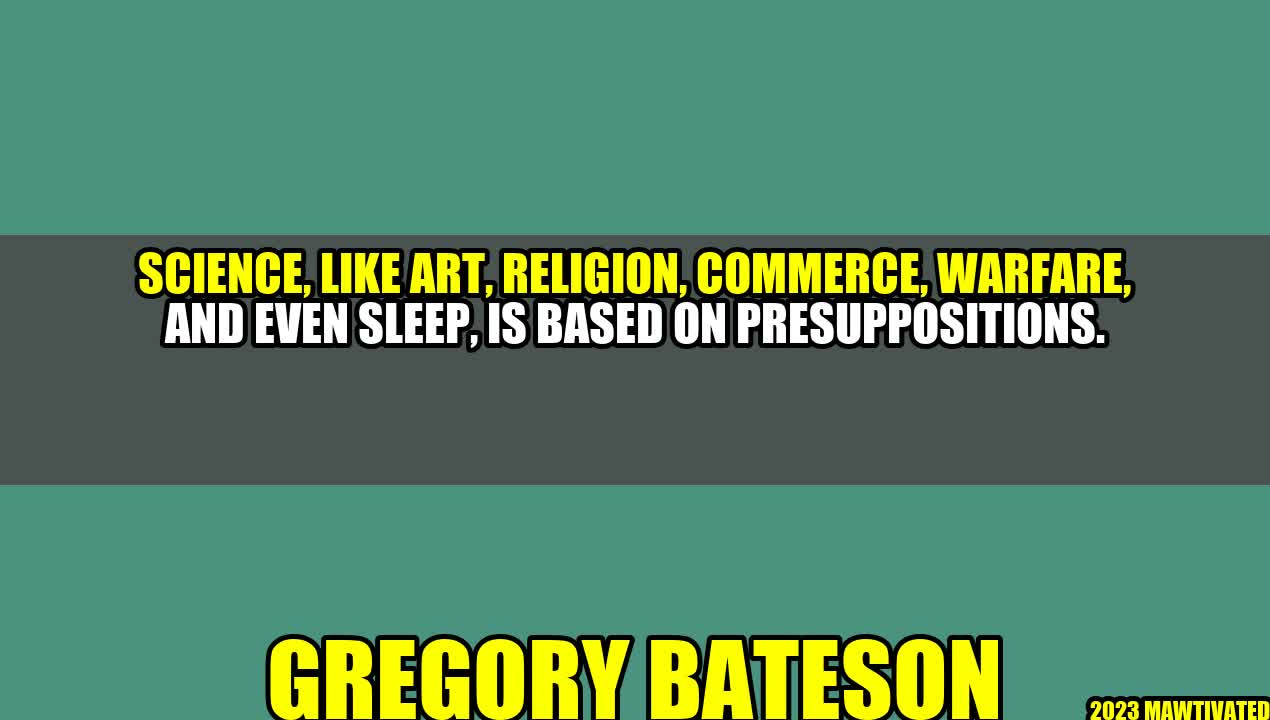 SCIENCE, LIKE ART, RELIGION, COMMERCE, WARFARE,
AND EVEN SLEEP, IS BASED ON PRESUPPOSITIONS.
GREGORY BATESON
2023 MAWTIVATED